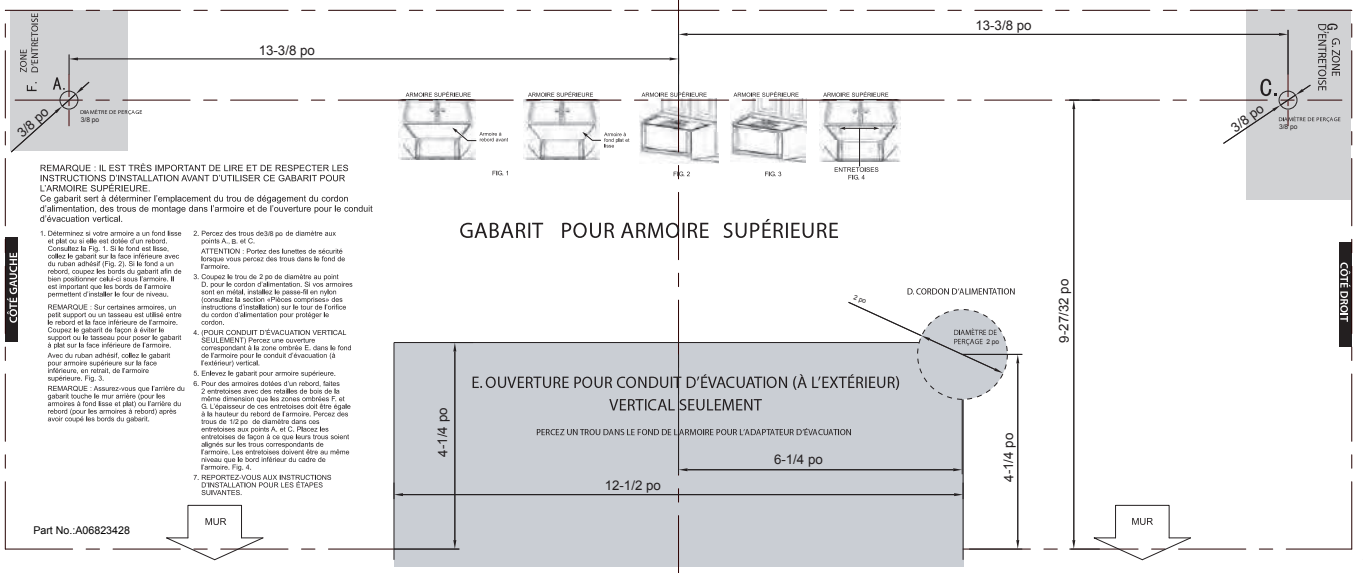 13-3/8 po
13-3/8 po
F. ZONE
D'ENTRETOISE
A.
DIAMÈTRE DE PERÇAGE
3/8 po
3/8 po
G. G. ZONE
D'ENTRETOISE
C.
DIAMÈTRE DE PERÇAGE
3/8 po
3/8 po
ARMOIRE SUPÉRIEURE
ARMOIRE SUPÉRIEURE
ARMOIRE SUPÉRIEURE
ARMOIRE SUPÉRIEURE
ARMOIRE SUPÉRIEURE
Armoire à
rebord avant
Armoire à
fond plat et
lisse
ENTRETOISES
FIG. 1
FIG. 2
FIG. 3
FIG. 4
REMARQUE : IL EST TRÈS IMPORTANT DE LIRE ET DE RESPECTER LES
INSTRUCTIONS D'INSTALLATION AVANT D'UTILISER CE GABARIT POUR
L'ARMOIRE SUPÉRIEURE.
Ce gabarit sert à déterminer l'emplacement du trou de dégagement du cordon
d'alimentation, des trous de montage dans l'armoire et de l'ouverture pour le conduit
d'évacuation vertical.
1. Déterminez si votre armoire a un fond lisse
et plat ou si elle est dotée d'un rebord.
Consultez la Fig. 1. Si le fond est lisse,
collez le gabarit sur la face inférieure avec
du ruban adhésif (Fig. 2). Si le fond a un
rebord, coupez les bords du gabarit afin de
bien positionner celui-ci sous l'armoire. Il
est important que les bords de l'armoire
permettent d'installer le four de niveau.
REMARQUE : Sur certaines armoires, un
petit support ou un tasseau est utilisé entre
le rebord et la face inférieure de l'armoire.
Coupez le gabarit de façon à éviter le
support ou le tasseau pour poser le gabarit
à plat sur la face inférieure de l'armoire.
Avec du ruban adhésif, collez le gabarit
pour armoire supérieure sur la face
inférieure, en retrait, de l'armoire
supérieure. Fig. 3.
REMARQUE : Assurez-vous que l'arrière du
gabarit touche le mur arrière (pour les
armoires à fond lisse et plat) ou l'arrière du
rebord (pour les armoires à rebord) après
avoir coupé les bords du gabarit.
2. Percez des trous de3/8 po de diamètre aux
points A., B. et C.
ATTENTION : Portez des lunettes de sécurité
lorsque vous percez des trous dans le fond de
l'armoire.
3. Coupez le trou de 2 po de diamètre au point
D. pour le cordon d'alimentation. Si vos armoires
sont en métal, installez le passe-fil en nylon
(consultez la section «Pièces comprises» des
instructions d'installation) sur le tour de l'orifice
du cordon d'alimentation pour protéger le
cordon.
4. (POUR CONDUIT D'ÉVACUATION VERTICAL
SEULEMENT) Percez une ouverture
correspondant à la zone ombrée E. dans le fond
de l'armoire pour le conduit d'évacuation (à
l'extérieur) vertical.
5. Enlevez le gabarit pour armoire supérieure.
6. Pour des armoires dotées d'un rebord, faites
2 entretoises avec des retailles de bois de la
même dimension que les zones ombrées F. et
G. L'épaisseur de ces entretoises doit être égale
à la hauteur du rebord de l'armoire. Percez des
trous de 1/2 po de diamètre dans ces
entretoises aux points A. et C. Placez les
entretoises de façon à ce que leurs trous soient
alignés sur les trous correspondants de
l'armoire. Les entretoises doivent être au même
niveau que le bord inférieur du cadre de
l'armoire. Fig. 4.
7. REPORTEZ-VOUS AUX INSTRUCTIONS
D'INSTALLATION POUR LES ÉTAPES
SUIVANTES.
CÔTÉ GAUCHE
GABARIT POUR ARMOIRE SUPÉRIEURE
CÔTÉ DROIT
9-27/32 po
D. CORDON D'ALIMENTATION
2 po
DIAMÈTRE DE
PERÇAGE 2 po
E. OUVERTURE POUR CONDUIT D'ÉVACUATION (À L'EXTÉRIEUR)
VERTICAL SEULEMENT
PERCEZ UN TROU DANS LE FOND DE L'ARMOIRE POUR L'ADAPTATEUR D'ÉVACUATION
4-1/4 po
6-1/4 po
4-1/4 po
12-1/2 po
Part No.:A06823428
MUR
MUR